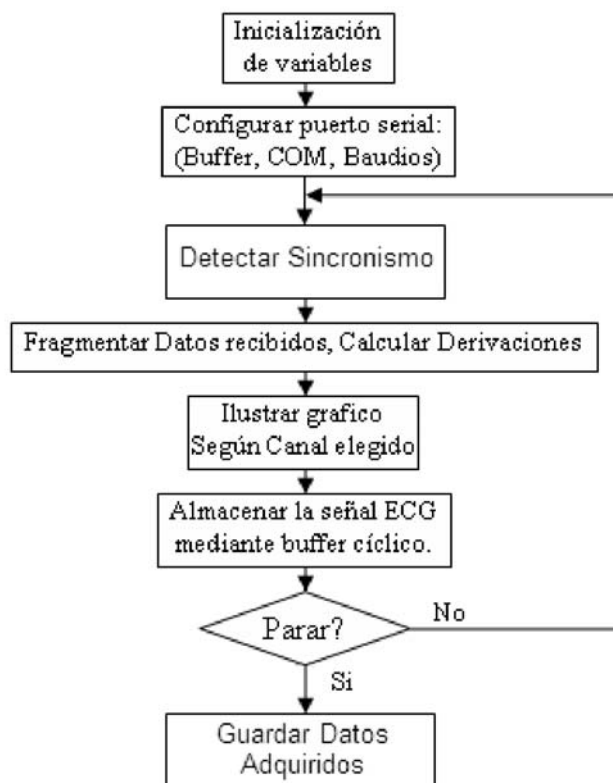 Inicialización
de variables
Configurar puerto serial:
(Buffer, COM, Baudios)
Detectar Sincronismo
Fragmentar Datos recibidos, Calcular Derivaciones
Ilustrar grafico
Según Canal elegido
Almacenar la señal ECG
mediante buffer cíclico.
Parar?
No
Si
Guardar Datos
Adquiridos